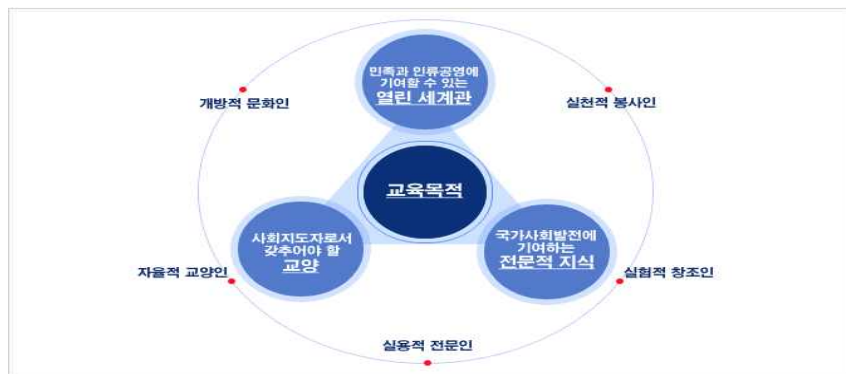 민족과 인류공영에
기여할 수 있는
열린 세계관
개방적 문화인
실천적 봉사인
교육목적
사회지도자로서
갖추어야 할
교양
국가사회발전에
기여하는
전문적 지식
자율적 교양인
실험적 창조인
실용적 전문인